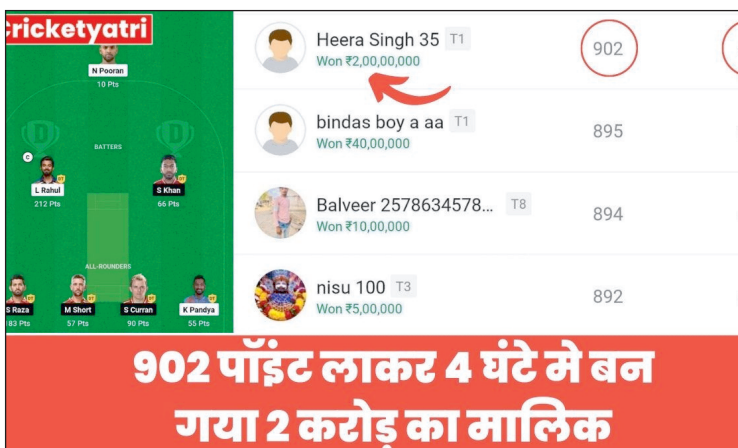 Cricketyatri
N Pooran
10 Pts
BATTERS
C
L Rahul
212 Pts
S Khan
66 Pts
ALL-ROUNDERS
S Raza
183 Pts
M Short
57 Pts
S Curran
90 Pts
K Pandya
55 Pts
Heera Singh 35 T1
902
Won ₹2,00,00,000
bindas boy a aa T1
895
Won ₹40,00,000
Balveer 2578634578... T8
894
Won ₹10,00,000
nisu 100 T3
892
Won ₹5,00,000
902 पॉइंट लाकर 4 घंटे मे बन
गया 2 करोड़ का मालिक